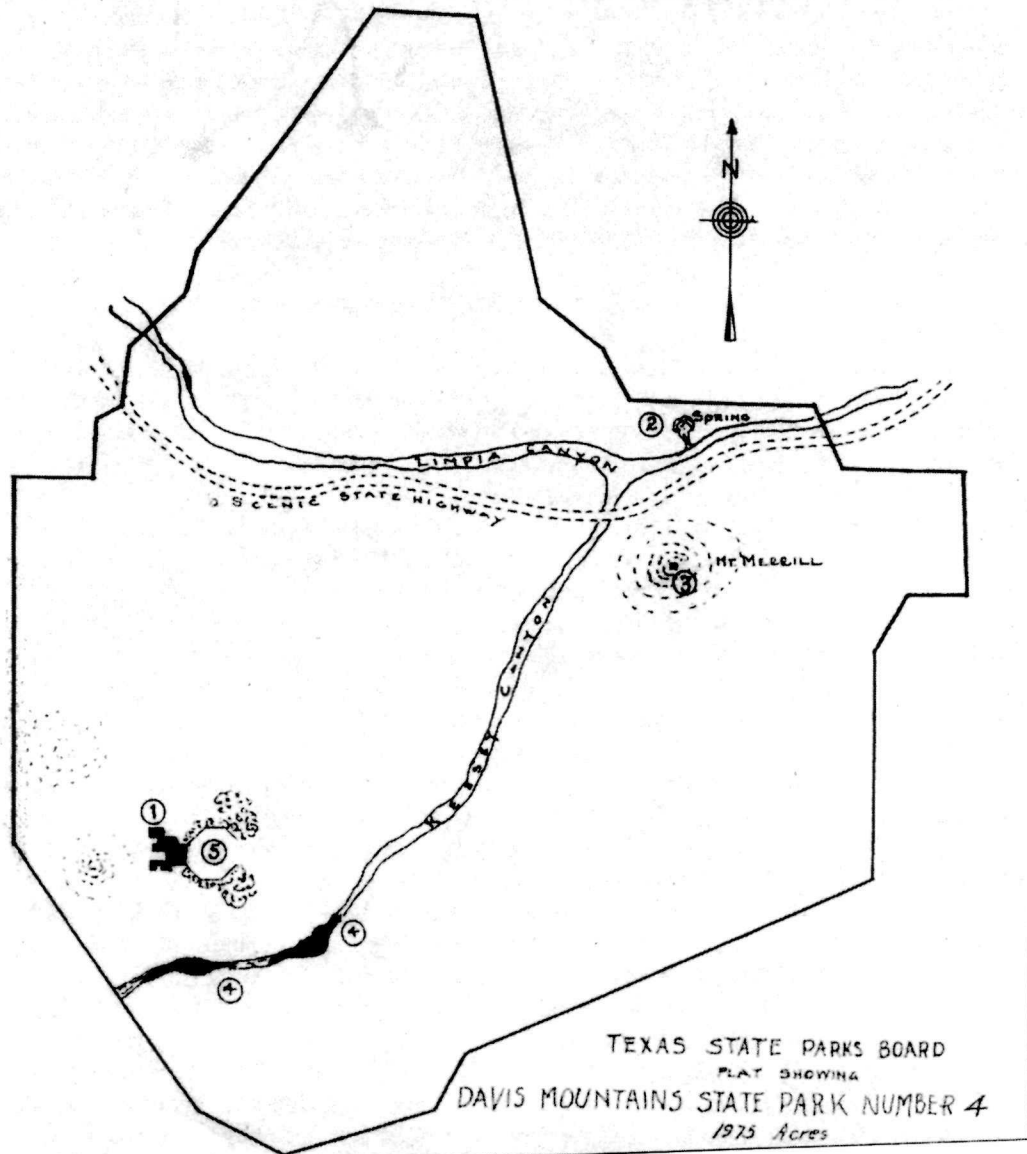 N
② SPRING
LIMPIA CANYON
SCENIC STATE HIGHWAY
MT. MERRILL
③
KEESEY CANYON
①
⑤
④
④
TEXAS STATE PARKS BOARD
PLAT SHOWING
DAVIS MOUNTAINS STATE PARK NUMBER 4
1975 Acres